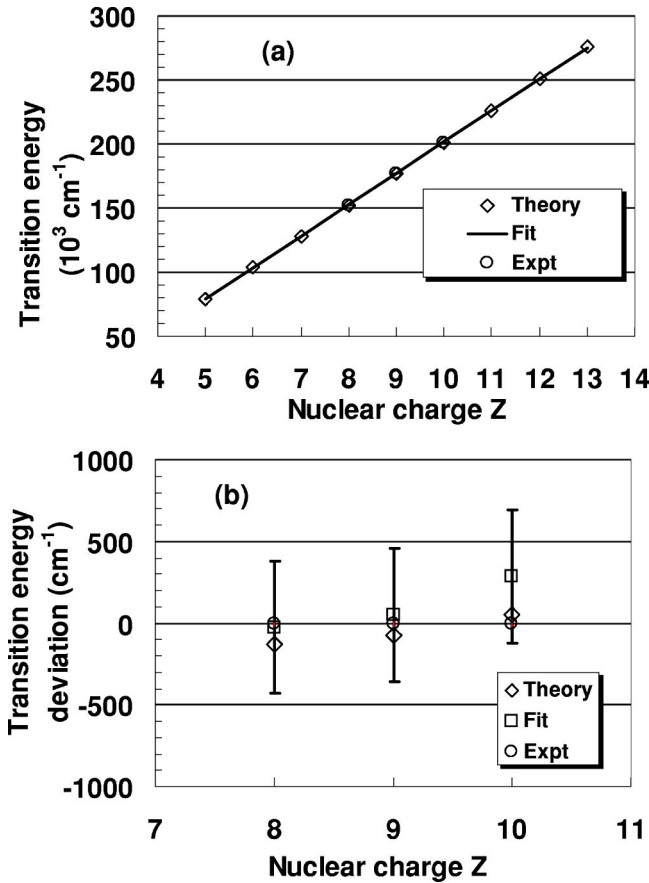 300
(a)
250
200
150
100
50
Transition energy
(10³ cm⁻¹)
Theory
Fit
Expt
4 5 6 7 8 9 10 11 12 13 14
Nuclear charge Z
1000
(b)
500
0
-500
-1000
Transition energy
deviation (cm⁻¹)
Theory
Fit
Expt
7 8 9 10 11
Nuclear charge Z